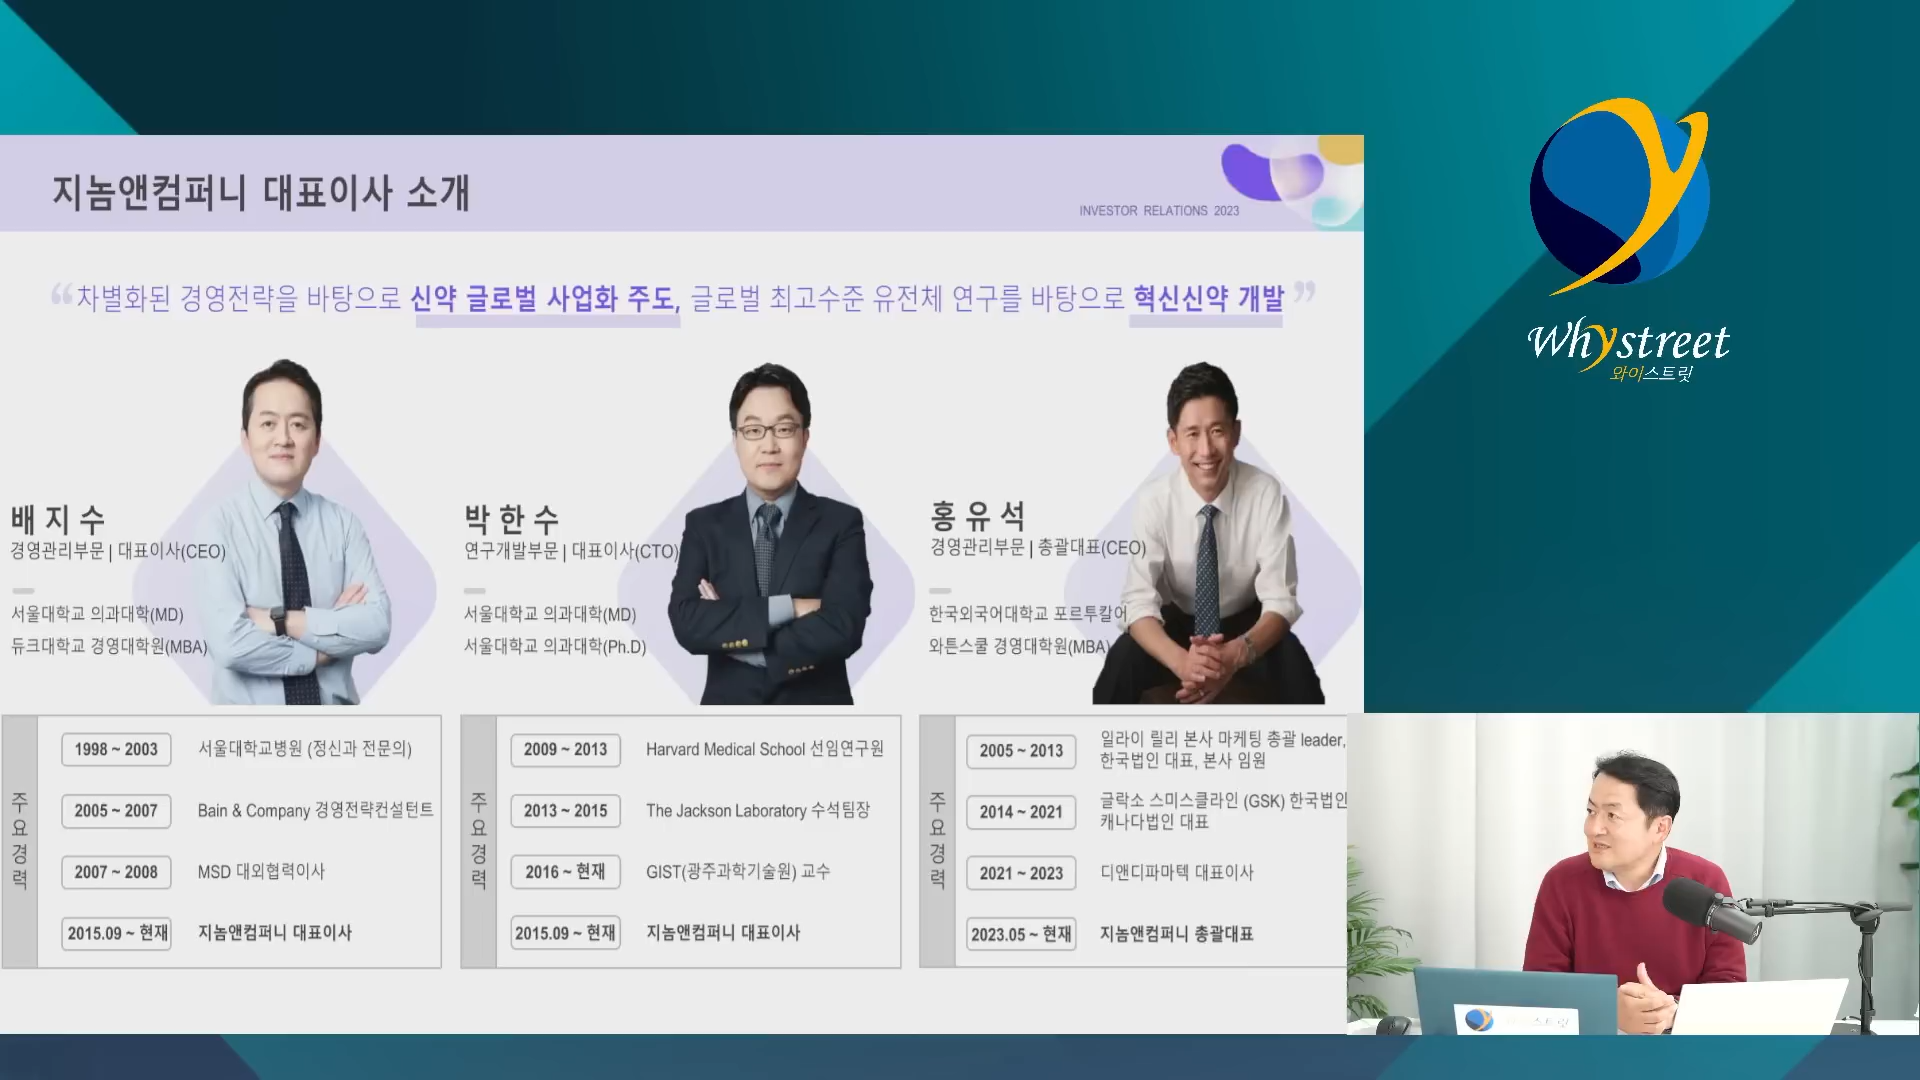 지놈앤컴퍼니 대표이사 소개
INVESTOR RELATIONS 2023
“차별화된 경영전략을 바탕으로 신약 글로벌 사업화 주도, 글로벌 최고수준 유전체 연구를 바탕으로 혁신신약 개발”
배지수
경영관리부문 | 대표이사(CEO)
서울대학교 의과대학(MD)
듀크대학교 경영대학원(MBA)
주요경력
1998 ~ 2003 서울대학교병원 (정신과 전문의)
2005 ~ 2007 Bain & Company 경영전략컨설턴트
2007 ~ 2008 MSD 대외협력이사
2015.09 ~ 현재 지놈앤컴퍼니 대표이사
박한수
연구개발부문 | 대표이사(CTO)
서울대학교 의과대학(MD)
서울대학교 의과대학(Ph.D)
주요경력
2009 ~ 2013 Harvard Medical School 선임연구원
2013 ~ 2015 The Jackson Laboratory 수석팀장
2016 ~ 현재 GIST(광주과학기술원) 교수
2015.09 ~ 현재 지놈앤컴퍼니 대표이사
홍유석
경영관리부문 | 총괄대표(CEO)
한국외국어대학교 포르투칼어
와튼스쿨 경영대학원(MBA)
주요경력
2005 ~ 2013 일라이 릴리 본사 마케팅 총괄 leader,
한국법인 대표, 본사 임원
2014 ~ 2021 글락소 스미스클라인 (GSK) 한국법인
캐나다법인 대표
2021 ~ 2023 디앤디파마텍 대표이사
2023.05 ~ 현재 지놈앤컴퍼니 총괄대표
Whystreet
와이스트릿